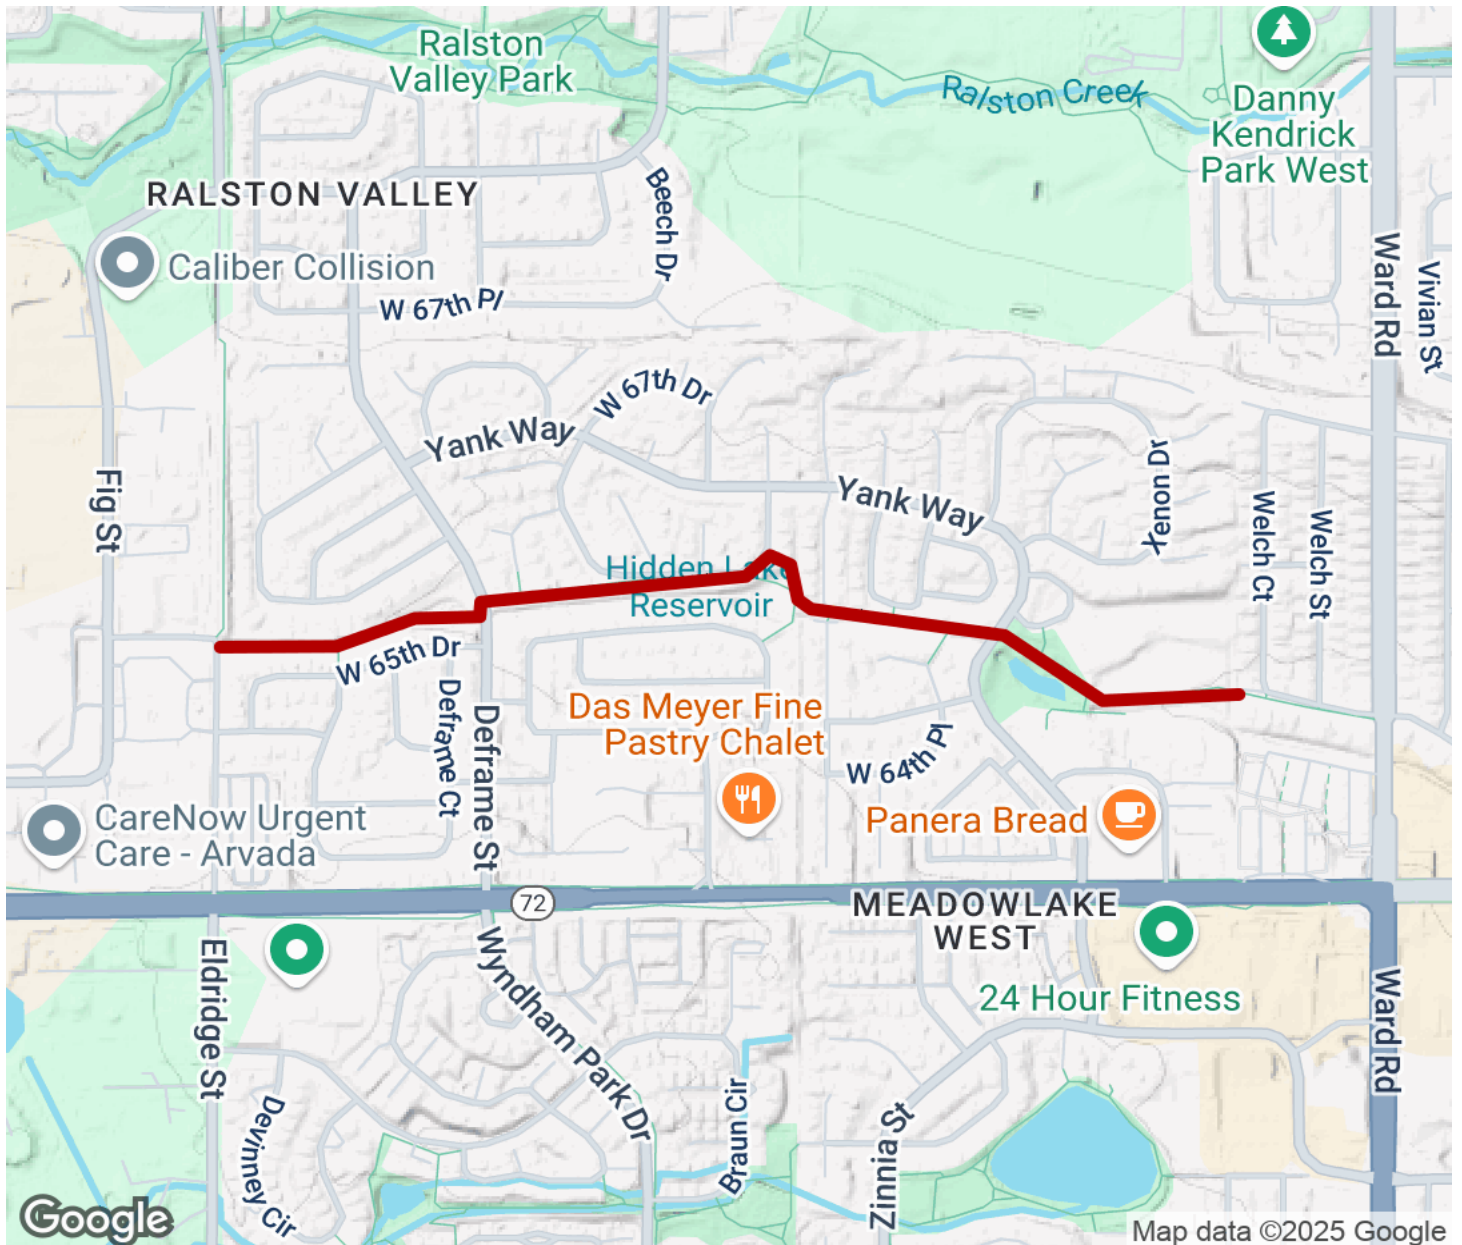 Ralston
Valley Park
Ralston Creek
Danny
Kendrick
Park West
RALSTON VALLEY
Beech Dr
Caliber Collision
W 67th Pl
Ward Rd
Vivian St
W 67th Dr
Yank Way
Yank Way
Xenon Dr
Fig St
Welch Ct
Welch St
Hidden Lake
Reservoir
W 65th Dr
Deframe Ct
Deframe St
Das Meyer Fine
Pastry Chalet
W 64th Pl
Panera Bread
CareNow Urgent
Care - Arvada
72
MEADOWLAKE
WEST
Eldridge St
Wyndham Park Dr
24 Hour Fitness
Ward Rd
Devinney Cir
Braun Cir
Zinnia St
Google
Map data ©2025 Google